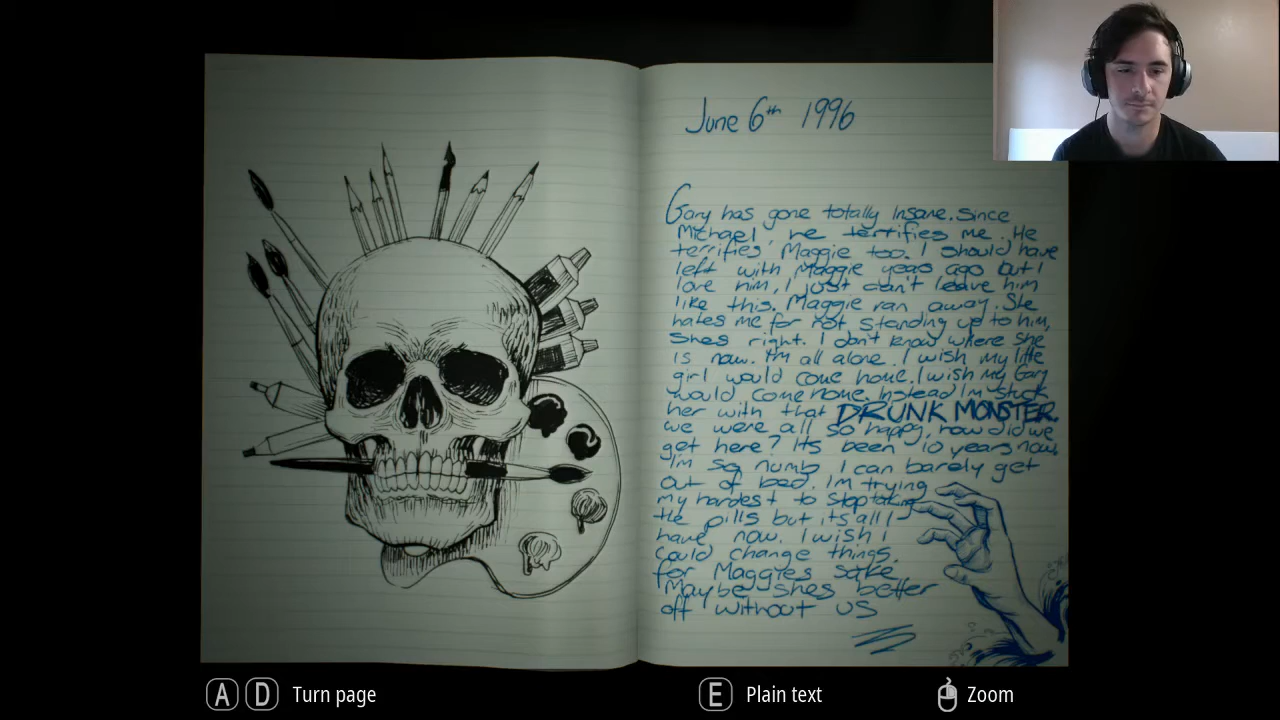 June 6th 1996
Gary has gone totally insane. Since
Michael he terrifies me. He
terrifies Maggie too. I should have
left with Maggie years ago but I
love him, I just can't leave him
like this. Maggie ran away. She
hates me for not standing up to him,
shes right. I don't know where she
is now. I'm all alone. I wish my little
girl would come home. I wish my Gary
would come home. Instead I'm stuck
her with that DRUNK MONSTER.
we were all so happy, how did we
get here? Its been 10 years now,
I'm so numb I can barely get
out of bed. I'm trying
my hardest to stop taking
the pills but its all I
have now. I wish I
could change things.
for Maggies sake
Maybe shes better
off without us
A D Turn page
E Plain text
Zoom